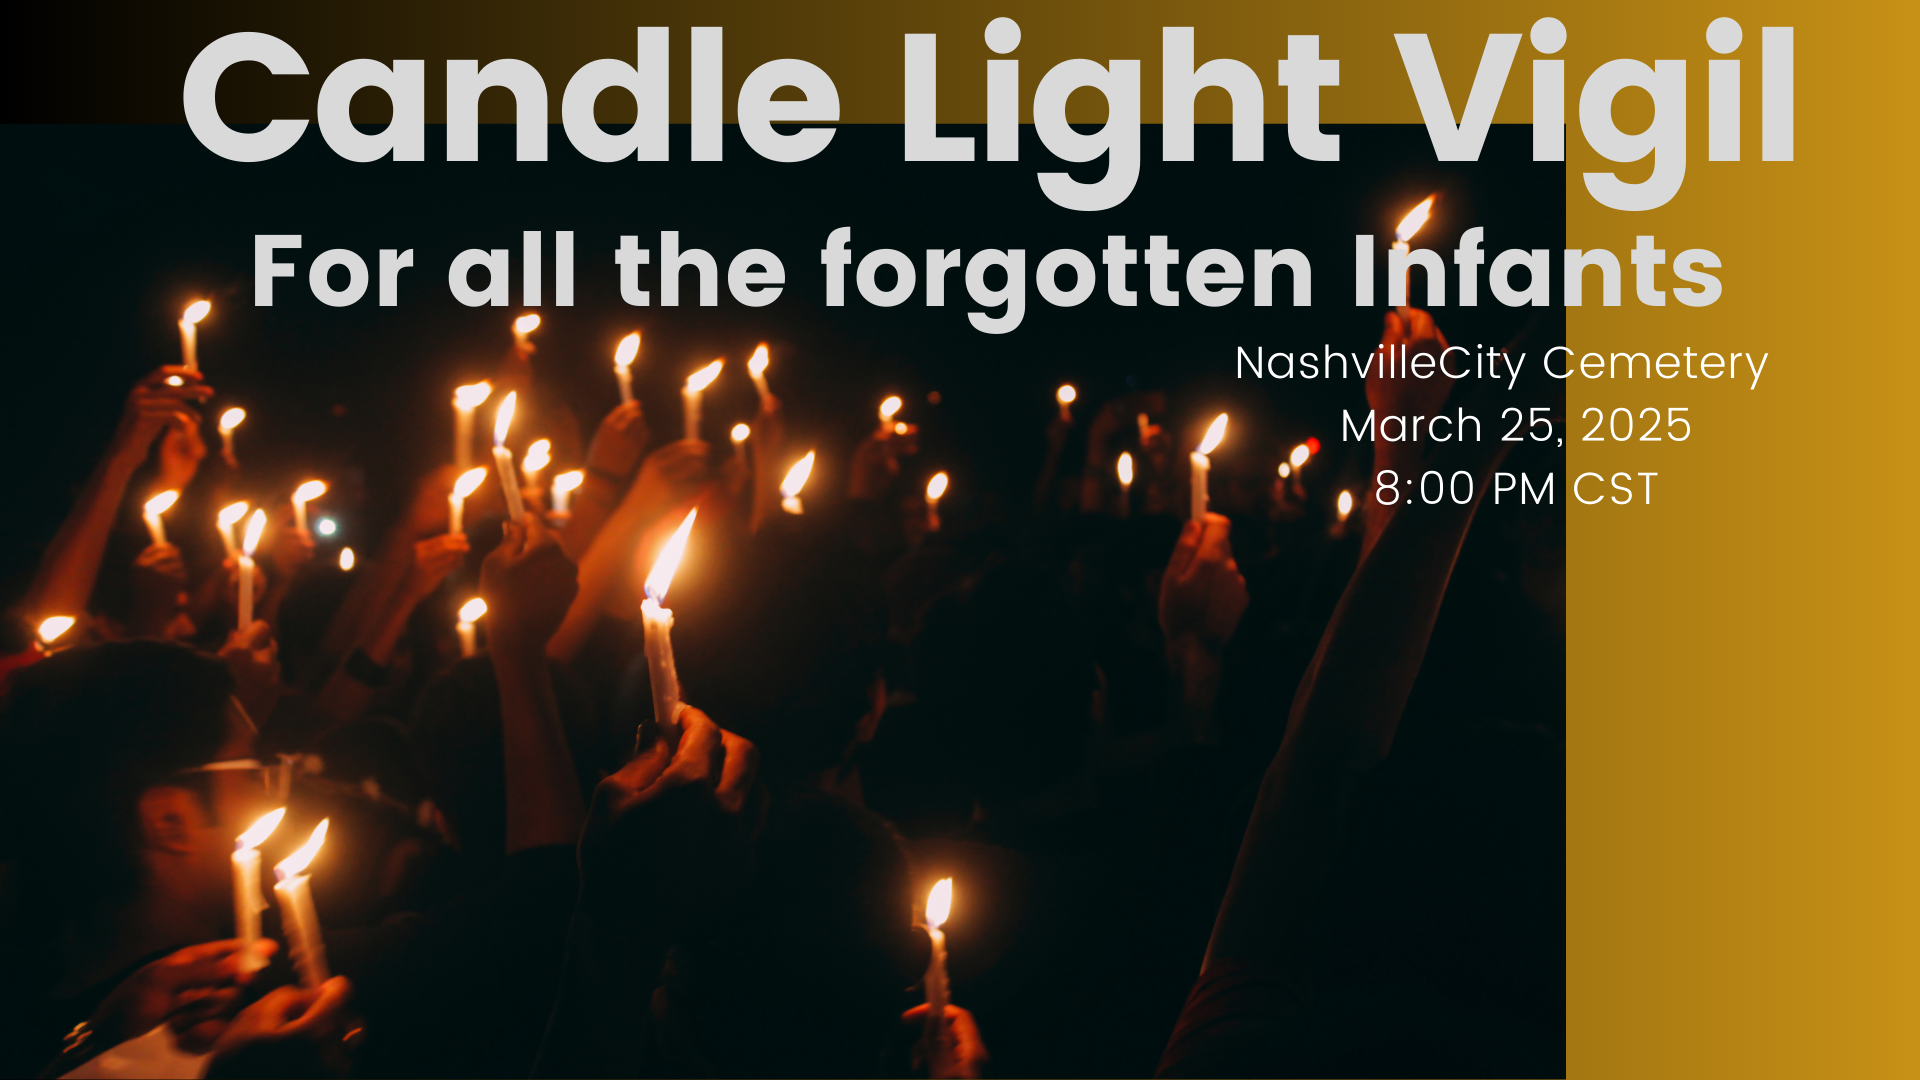 Candle Light Vigil
For all the forgotten Infants
NashvilleCity Cemetery
March 25, 2025
8:00 PM CST